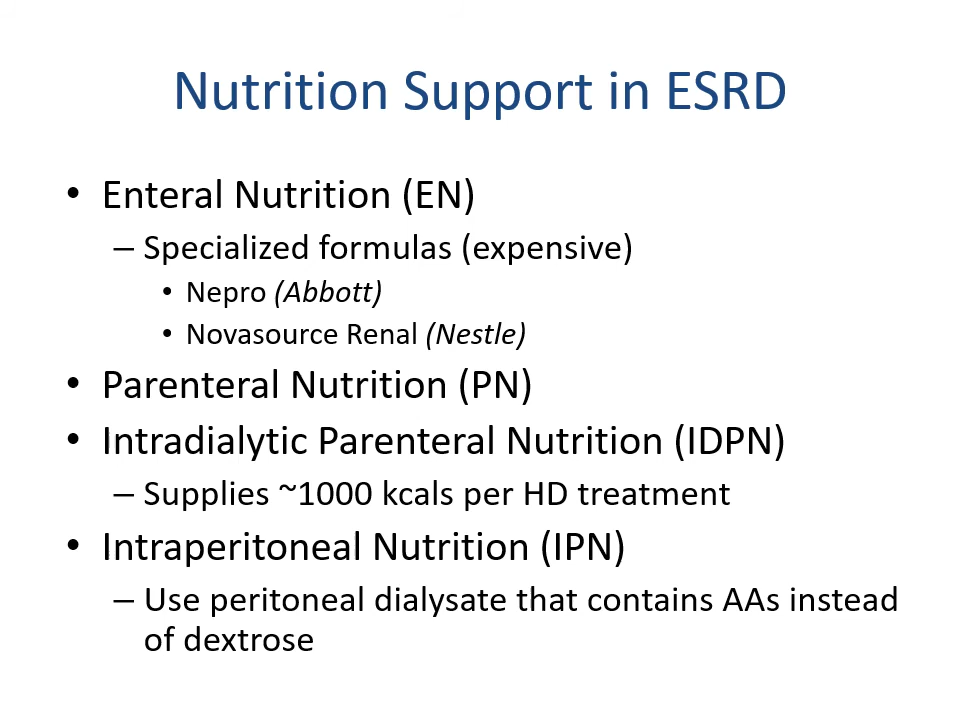 Nutrition Support in ESRD
• Enteral Nutrition (EN)
– Specialized formulas (expensive)
• Nepro (Abbott)
• Novasource Renal (Nestle)
• Parenteral Nutrition (PN)
• Intradialytic Parenteral Nutrition (IDPN)
– Supplies ~1000 kcals per HD treatment
• Intraperitoneal Nutrition (IPN)
– Use peritoneal dialysate that contains AAs instead
of dextrose